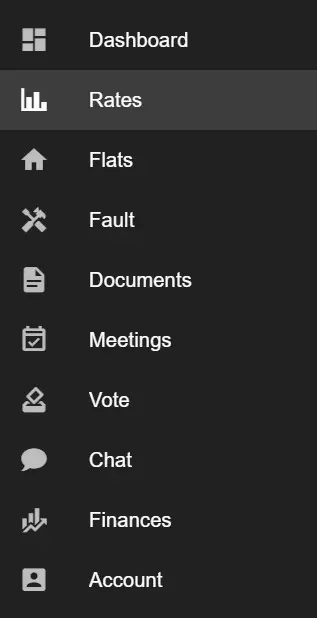 Dashboard
Rates
Flats
Fault
Documents
Meetings
Vote
Chat
Finances
Account